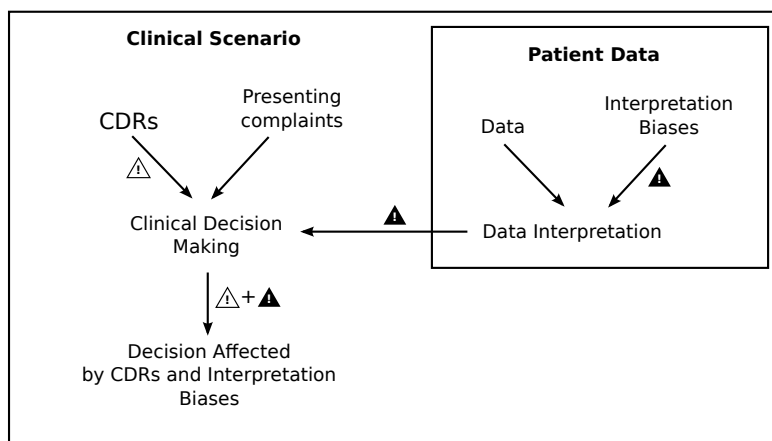 Clinical Scenario
Patient Data
CDRs
Presenting
complaints
Data
Interpretation
Biases
!
!
Clinical Decision
Making
!
Data Interpretation
! + !
Decision Affected
by CDRs and Interpretation
Biases